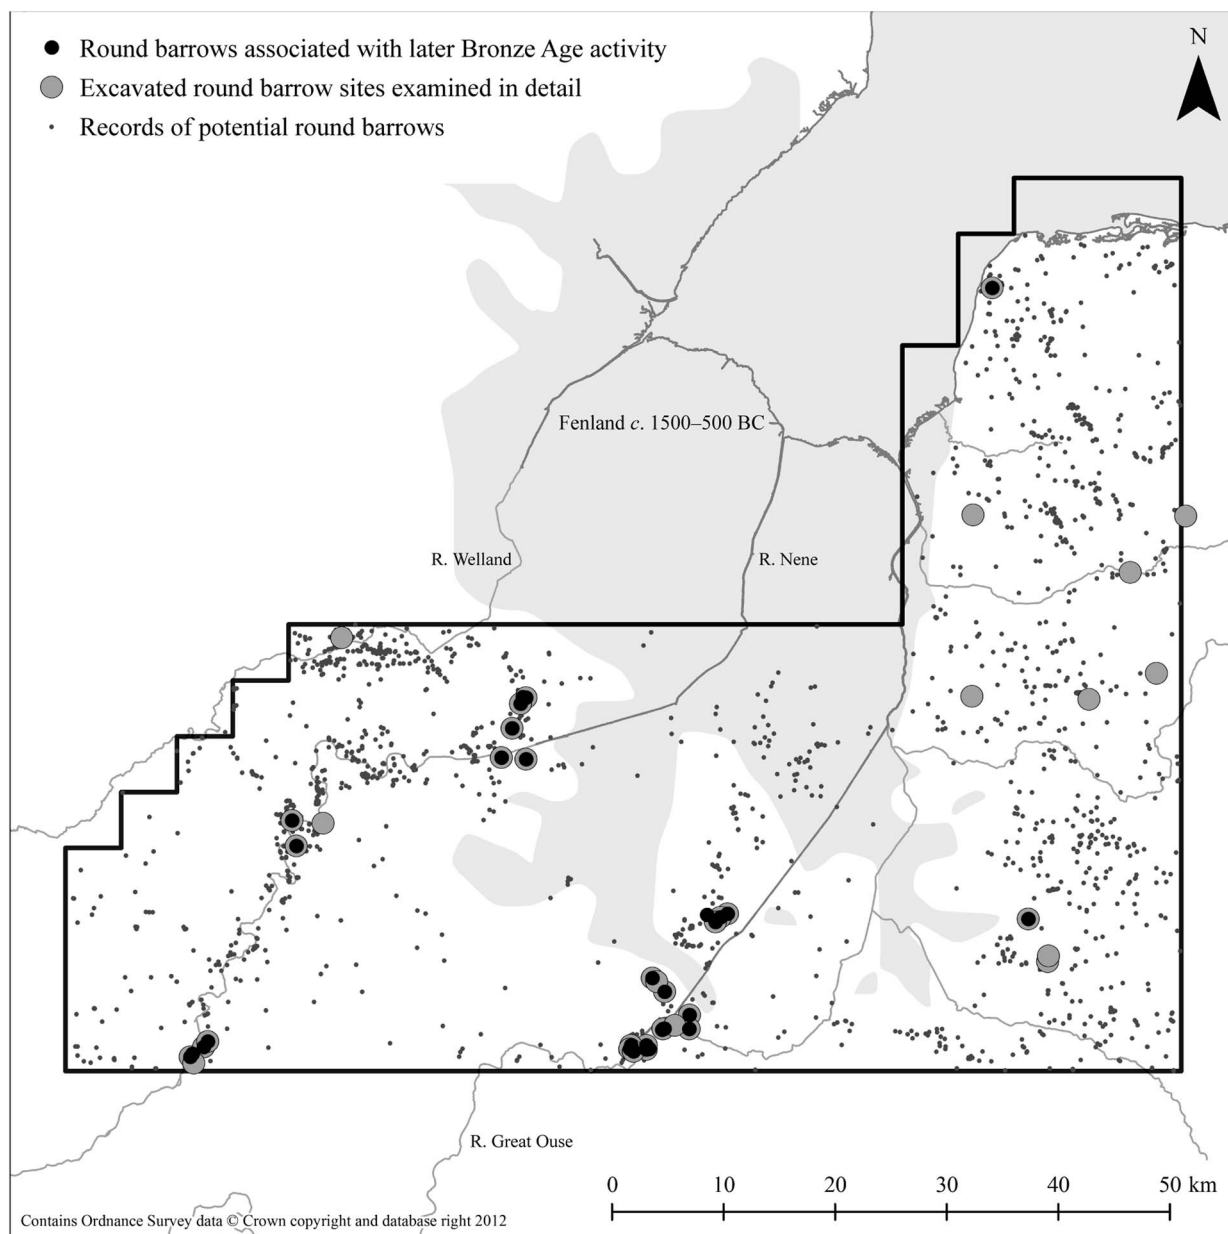 Round barrows associated with later Bronze Age activity
Excavated round barrow sites examined in detail
Records of potential round barrows
N
Fenland c. 1500–500 BC
R. Welland
R. Nene
R. Great Ouse
0 10 20 30 40 50 km
Contains Ordnance Survey data © Crown copyright and database right 2012